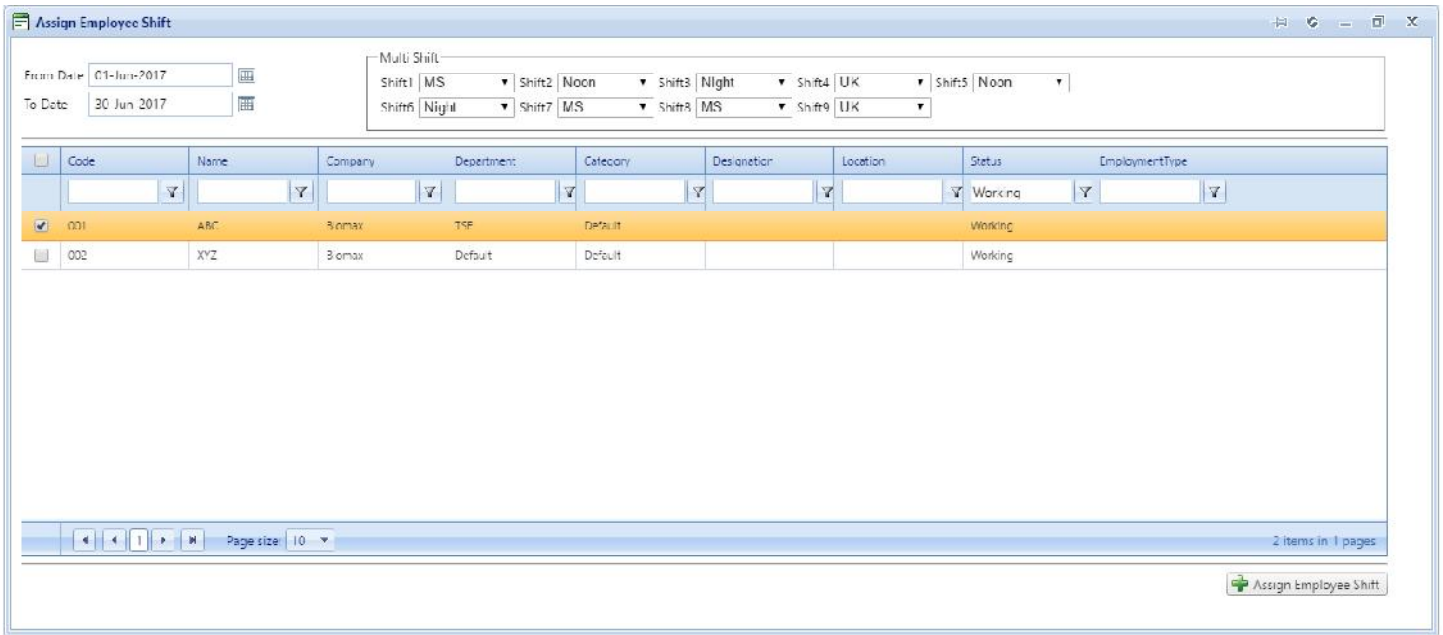 Assign Employee Shift
From Date 01-Jun-2017
To Date 30-Jun-2017
Multi Shift
Shift1 MS Shift2 Noon Shift3 Night Shift4 UK Shift5 Noon
Shift6 Night Shift7 MS Shift8 MS Shift9 UK
Code Name Company Department Category Designation Location Status EmploymentType
Working
001 ABC Biomax TSE Default Working
002 XYZ Biomax Default Default Working
1 Page size: 10 2 items in 1 pages
Assign Employee Shift